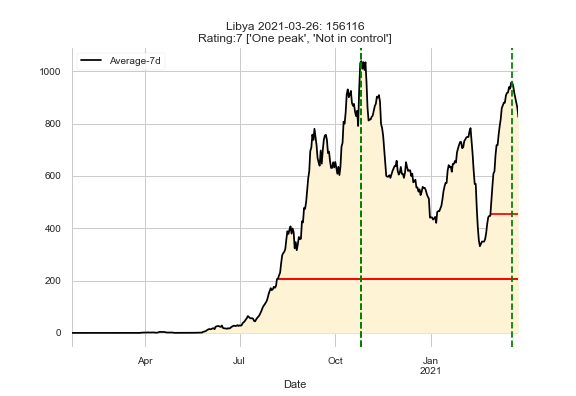 Libya 2021-03-26: 156116
Rating:7 ['One peak', 'Not in control']
Average-7d
1000
800
600
400
200
0
Apr
Jul
Oct
Jan
2021
Date